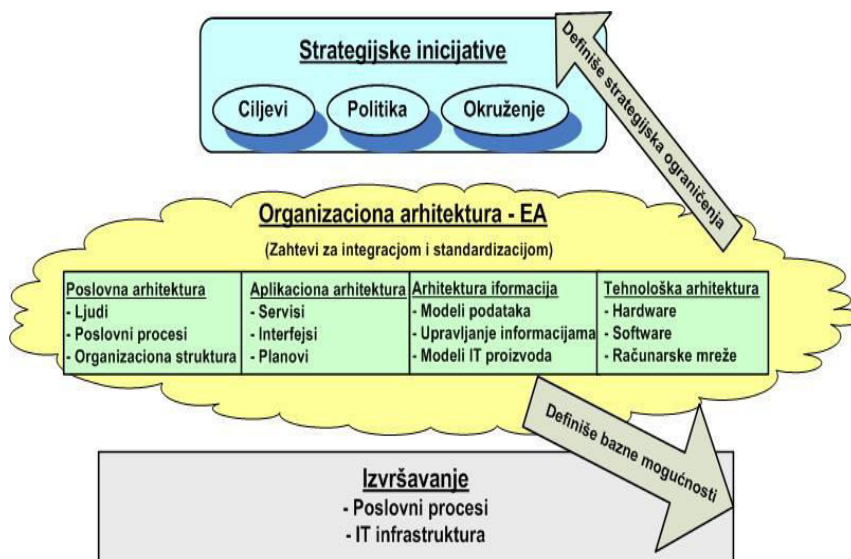 Strategijske inicijative
Ciljevi
Politika
Okruženje
Definiše strategijska ograničenja
Organizaciona arhitektura - EA
(Zahtevi za integracjom i standardizacijom)
Poslovna arhitektura
- Ljudi
- Poslovni procesi
- Organizaciona struktura
Aplikaciona arhitektura
- Servisi
- Interfejsi
- Planovi
Arhitektura iformacija
- Modeli podataka
- Upravljanje informacijama
- Modeli IT proizvoda
Tehnološka arhitektura
- Hardware
- Software
- Računarske mreže
Definiše bazne mogućnosti
Izvršavanje
- Poslovni procesi
- IT infrastruktura